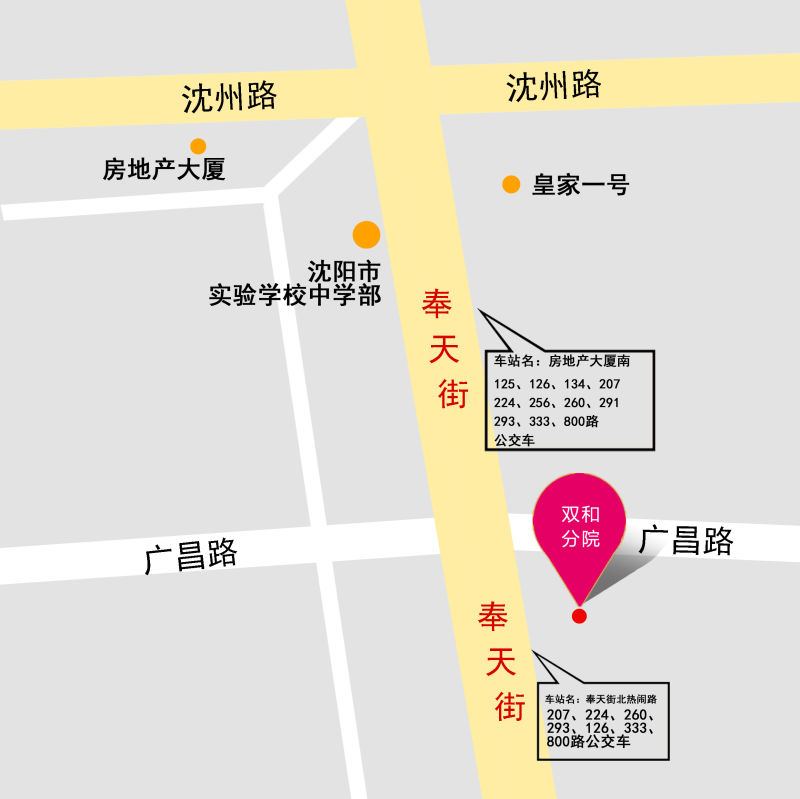 沈州路
沈州路
房地产大厦
皇家一号
沈阳市
实验学校中学部
奉天街
车站名：房地产大厦南
125、126、134、207
224、256、260、291
293、333、800路
公交车
双和
分院
广昌路
广昌路
奉天街
车站名：奉天街北热闹路
207、224、260、
293、126、333、
800路公交车